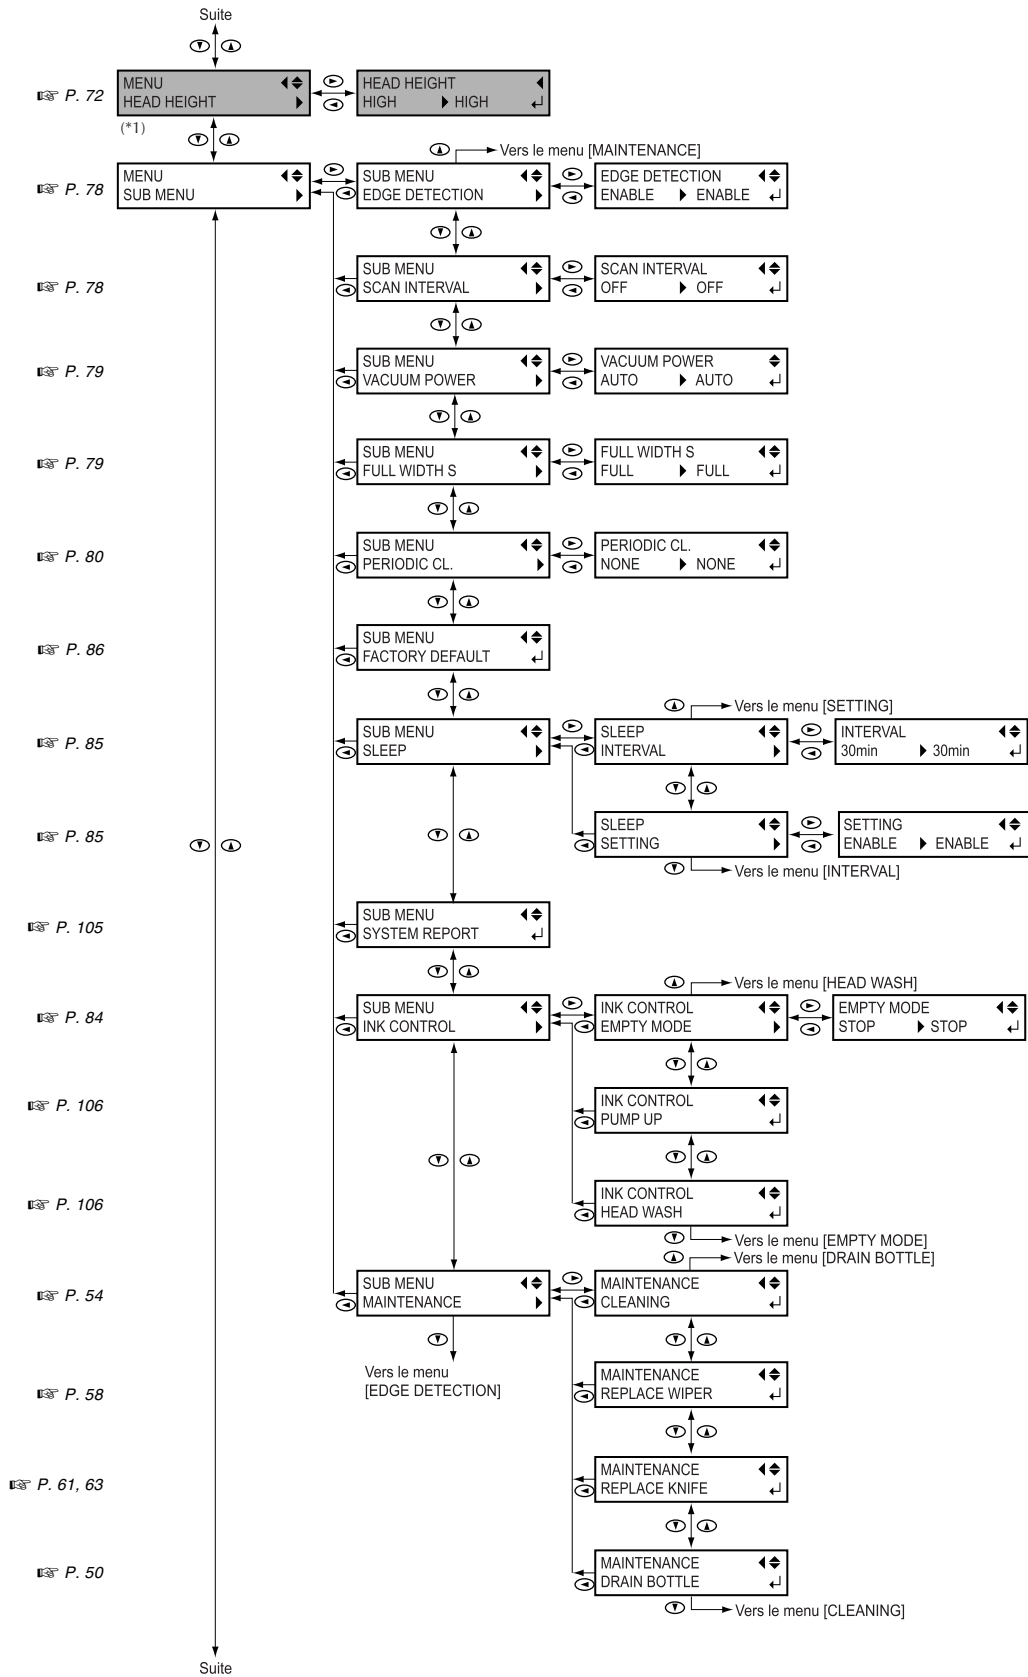 Suite
P. 72
MENU
HEAD HEIGHT
HEAD HEIGHT
HIGH HIGH
(*1)
Vers le menu [MAINTENANCE]
P. 78
MENU
SUB MENU
SUB MENU
EDGE DETECTION
EDGE DETECTION
ENABLE ENABLE
P. 78
SUB MENU
SCAN INTERVAL
SCAN INTERVAL
OFF OFF
P. 79
SUB MENU
VACUUM POWER
VACUUM POWER
AUTO AUTO
P. 79
SUB MENU
FULL WIDTH S
FULL WIDTH S
FULL FULL
P. 80
SUB MENU
PERIODIC CL.
PERIODIC CL.
NONE NONE
P. 86
SUB MENU
FACTORY DEFAULT
Vers le menu [SETTING]
P. 85
SUB MENU
SLEEP
SLEEP
INTERVAL
INTERVAL
30min 30min
P. 85
SLEEP
SETTING
SETTING
ENABLE ENABLE
Vers le menu [INTERVAL]
P. 105
SUB MENU
SYSTEM REPORT
Vers le menu [HEAD WASH]
P. 84
SUB MENU
INK CONTROL
INK CONTROL
EMPTY MODE
EMPTY MODE
STOP STOP
P. 106
INK CONTROL
PUMP UP
P. 106
INK CONTROL
HEAD WASH
Vers le menu [EMPTY MODE]
Vers le menu [DRAIN BOTTLE]
P. 54
SUB MENU
MAINTENANCE
MAINTENANCE
CLEANING
Vers le menu
[EDGE DETECTION]
P. 58
MAINTENANCE
REPLACE WIPER
P. 61, 63
MAINTENANCE
REPLACE KNIFE
P. 50
MAINTENANCE
DRAIN BOTTLE
Vers le menu [CLEANING]
Suite